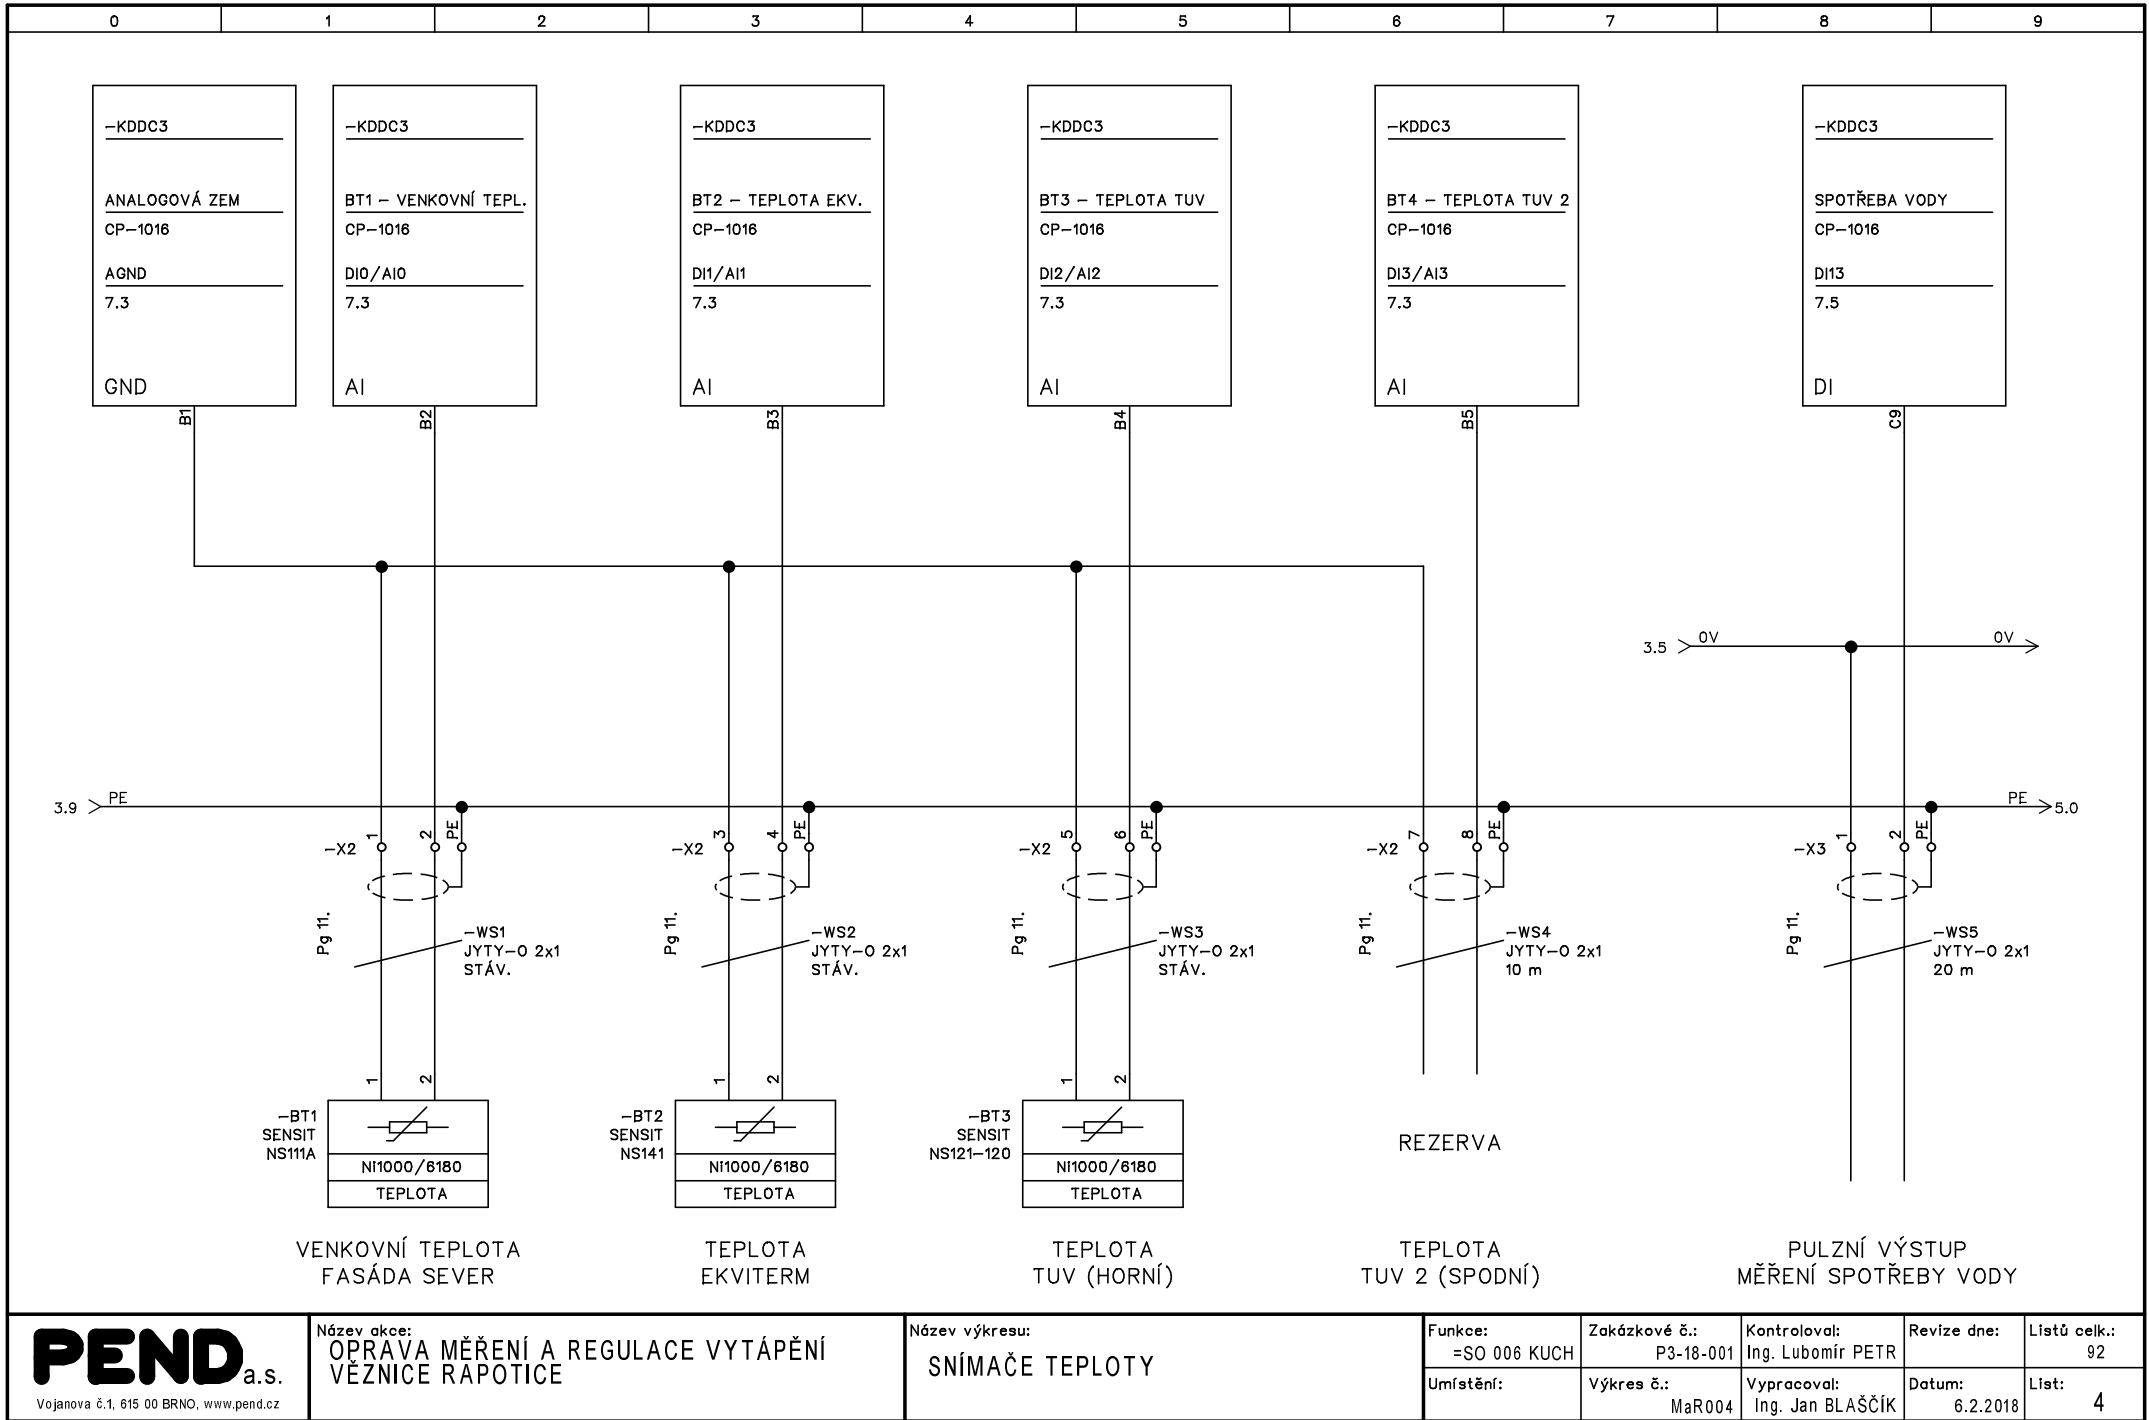 0 1 2 3 4 5 6 7 8 9
-KDDC3
ANALOGOVÁ ZEM
CP-1016
AGND
7.3
GND
B1
-KDDC3
BT1 - VENKOVNÍ TEPL.
CP-1016
DI0/AI0
7.3
AI
B2
-KDDC3
BT2 - TEPLOTA EKV.
CP-1016
DI1/AI1
7.3
AI
B3
-KDDC3
BT3 - TEPLOTA TUV
CP-1016
DI2/AI2
7.3
AI
B4
-KDDC3
BT4 - TEPLOTA TUV 2
CP-1016
DI3/AI3
7.3
AI
B5
-KDDC3
SPOTŘEBA VODY
CP-1016
DI13
7.5
DI
C9
3.5 0V 0V
3.9 PE PE 5.0
-X2 1 2 PE
-X2 3 4 PE
-X2 5 6 PE
-X2 7 8 PE
-X3 1 2 PE
Pg 11.
-WS1
JYTY-O 2x1
STÁV.
Pg 11.
-WS2
JYTY-O 2x1
STÁV.
Pg 11.
-WS3
JYTY-O 2x1
STÁV.
Pg 11.
-WS4
JYTY-O 2x1
10 m
Pg 11.
-WS5
JYTY-O 2x1
20 m
1 2
-BT1
SENSIT
NS111A
Ni1000/6180
TEPLOTA
1 2
-BT2
SENSIT
NS141
Ni1000/6180
TEPLOTA
1 2
-BT3
SENSIT
NS121-120
Ni1000/6180
TEPLOTA
REZERVA
VENKOVNÍ TEPLOTA
FASÁDA SEVER
TEPLOTA
EKVITERM
TEPLOTA
TUV (HORNÍ)
TEPLOTA
TUV 2 (SPODNÍ)
PULZNÍ VÝSTUP
MĚŘENÍ SPOTŘEBY VODY
PEND a.s.
Vojanova č.1, 615 00 BRNO, www.pend.cz
Název akce:
OPRAVA MĚŘENÍ A REGULACE VYTÁPĚNÍ
VĚZNICE RAPOTICE
Název výkresu:
SNÍMAČE TEPLOTY
Funkce:
=SO 006 KUCH
Umístění:
Zakázkové č.:
P3-18-001
Výkres č.:
MaR004
Kontroloval:
Ing. Lubomír PETR
Vypracoval:
Ing. Jan BLAŠČÍK
Revize dne:
Datum:
6.2.2018
Listů celk.:
92
List:
4